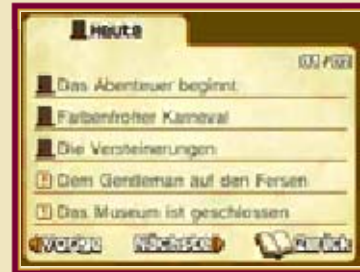 Heute
Das Abenteuer beginnt
Farbenfroher Karneval
Die Versteinerungen
Dem Gentleman auf den Fersen
Das Museum ist geschlossen
Vorige Nächste Zurück